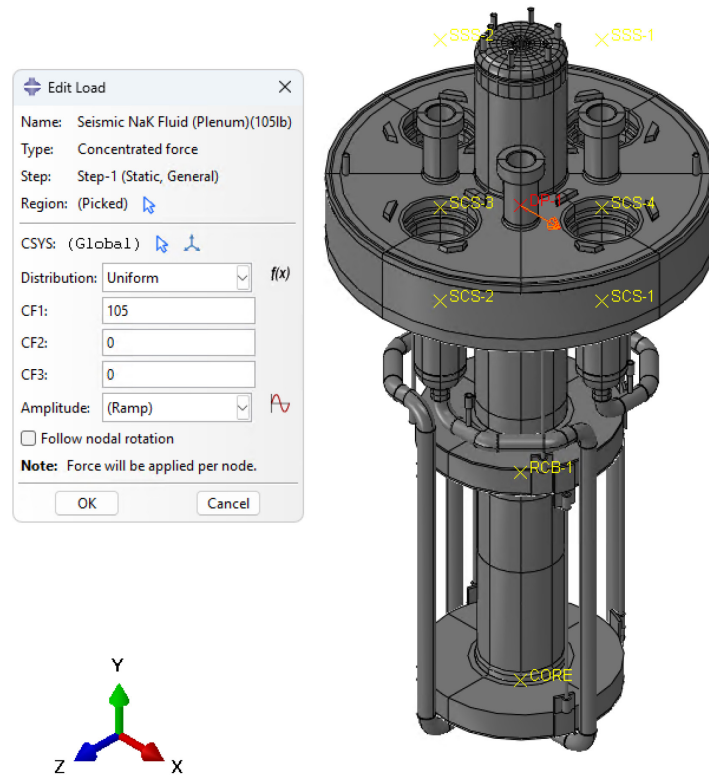 Edit Load
Name: Seismic NaK Fluid (Plenum)(105lb)
Type: Concentrated force
Step: Step-1 (Static, General)
Region: (Picked)
CSYS: (Global)
Distribution: Uniform f(x)
CF1: 105
CF2: 0
CF3: 0
Amplitude: (Ramp)
Follow nodal rotation
Note: Force will be applied per node.
OK Cancel
SSS-2 SSS-1
SCS-3 SCS-4
SCS-2 SCS-1
RCB-1
CORE
Y
Z X